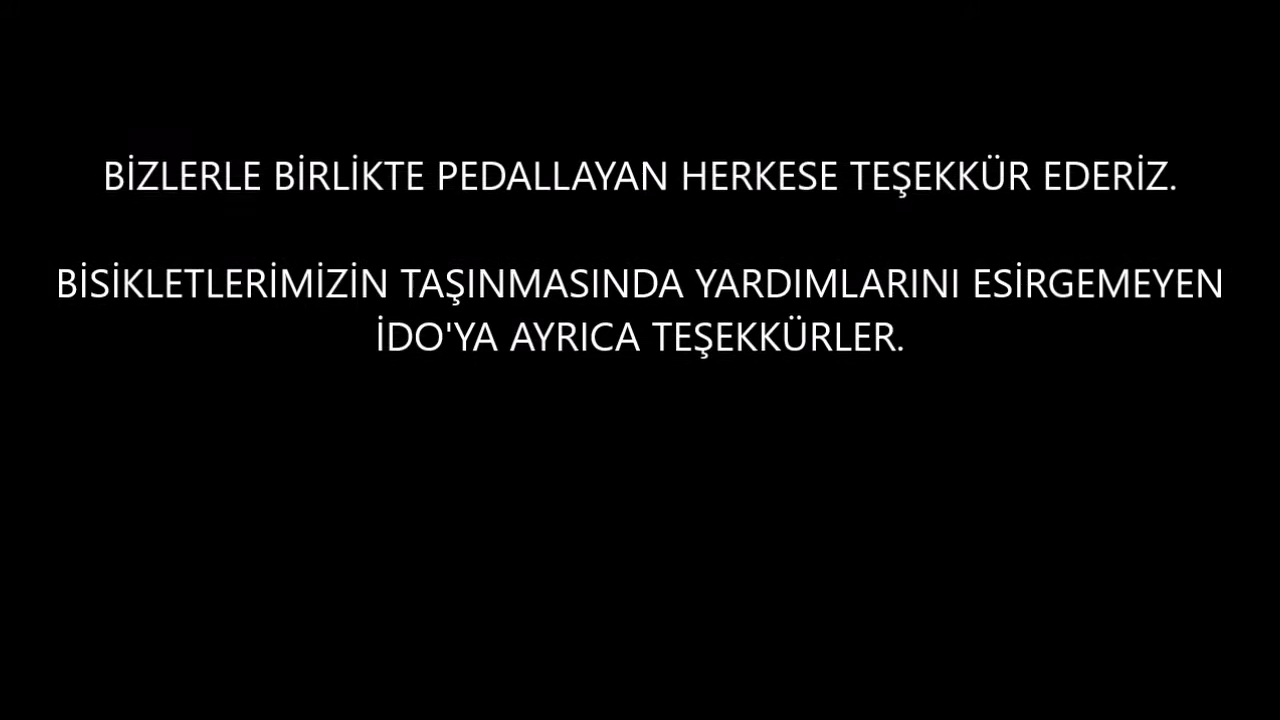 BİZLERLE BİRLİKTE PEDALLAYAN HERKESE TEŞEKKÜR EDERİZ.
BİSİKLETLERİMİZİN TAŞINMASINDA YARDIMLARINI ESİRGEMEYEN
İDO'YA AYRICA TEŞEKKÜRLER.